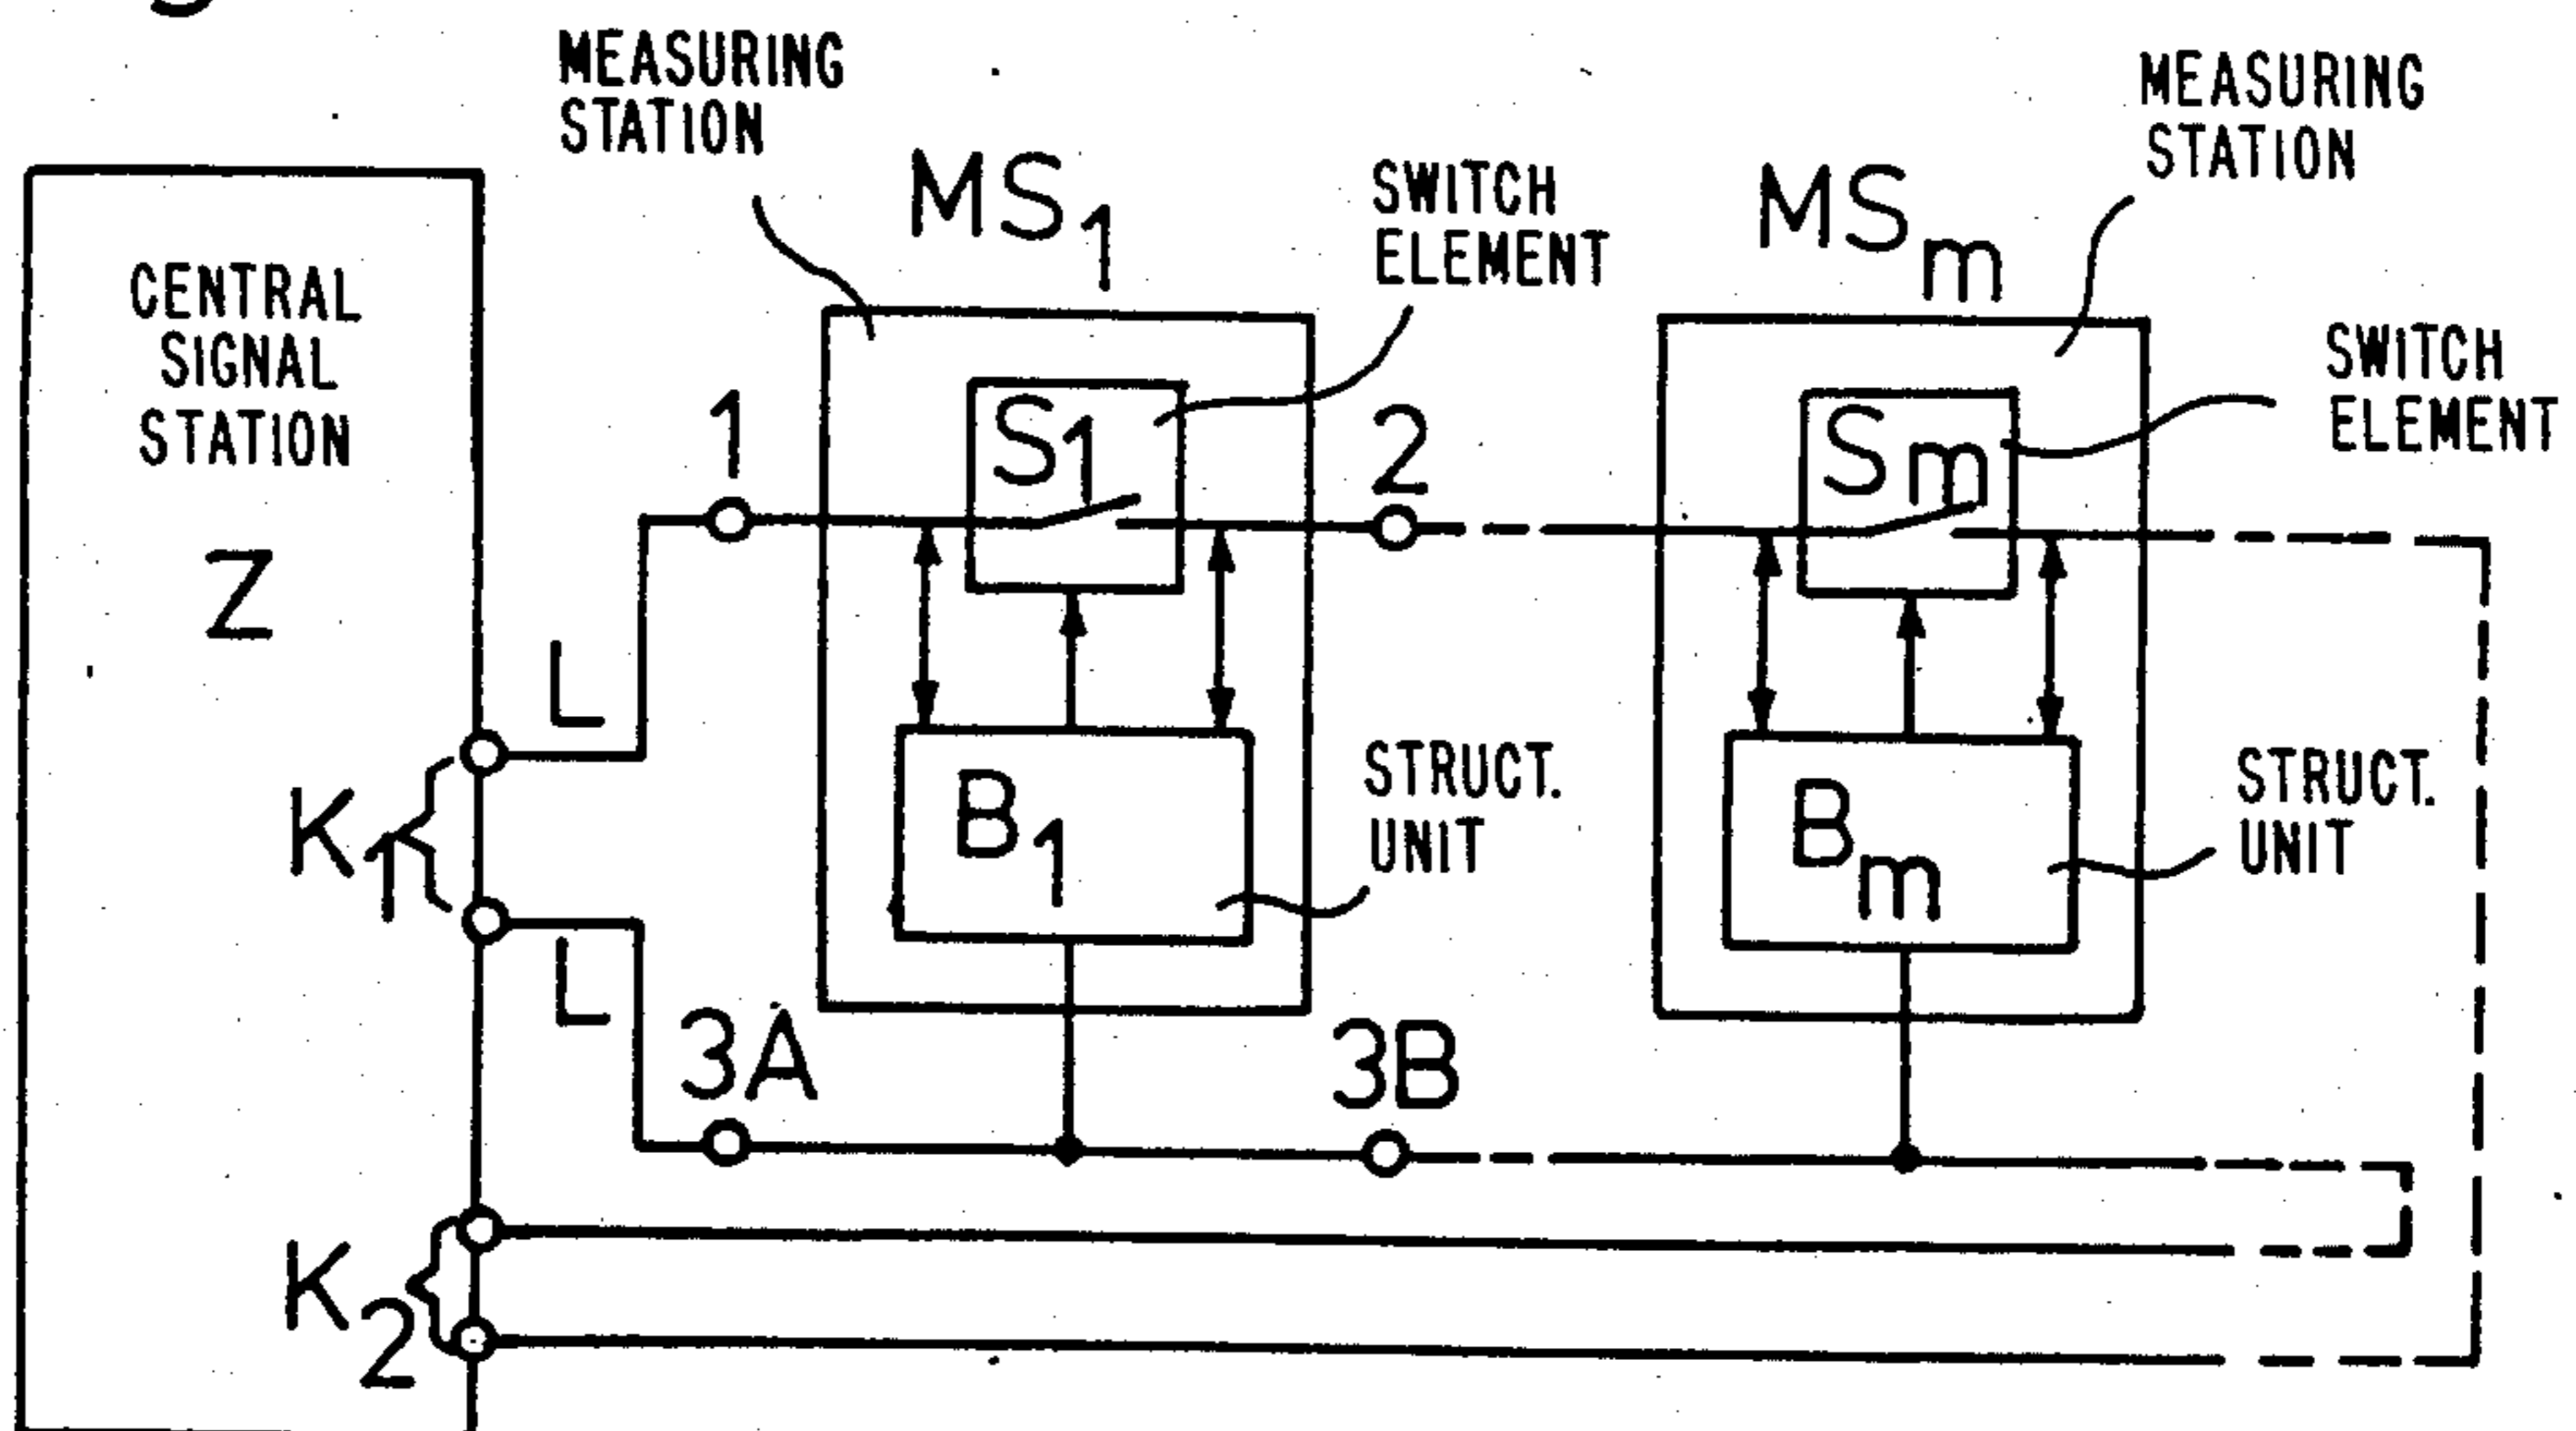 MEASURING
STATION
MEASURING
STATION
MS1
SWITCH
ELEMENT
MSm
CENTRAL
SIGNAL
STATION
Z
SWITCH
ELEMENT
1
S1
2
Sm
L
K1
B1
STRUCT.
UNIT
Bm
STRUCT.
UNIT
L
3A
3B
K2